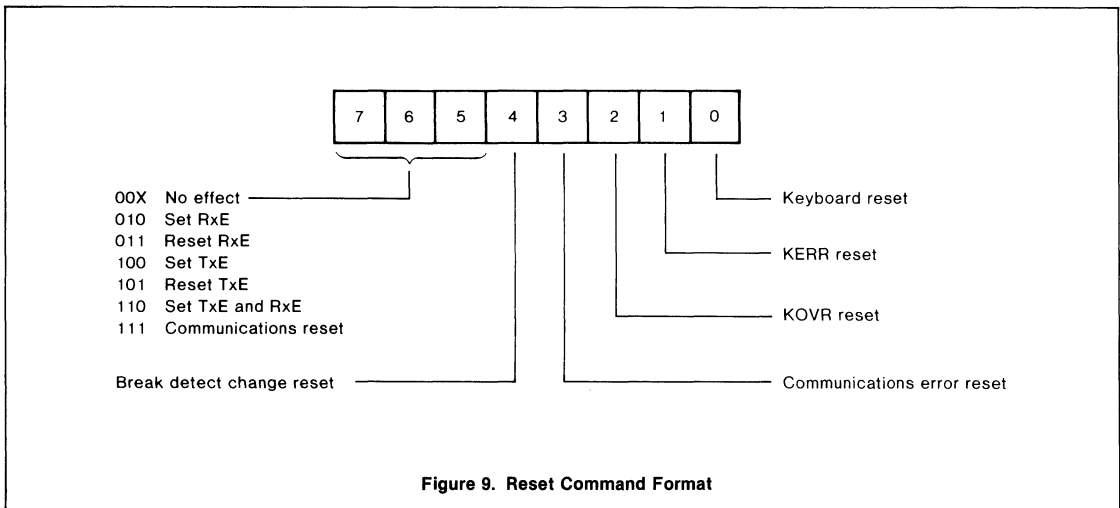 7 6 5 4 3 2 1 0
00X No effect
010 Set RxE
011 Reset RxE
100 Set TxE
101 Reset TxE
110 Set TxE and RxE
111 Communications reset
Break detect change reset
Keyboard reset
KERR reset
KOVR reset
Communications error reset
Figure 9. Reset Command Format